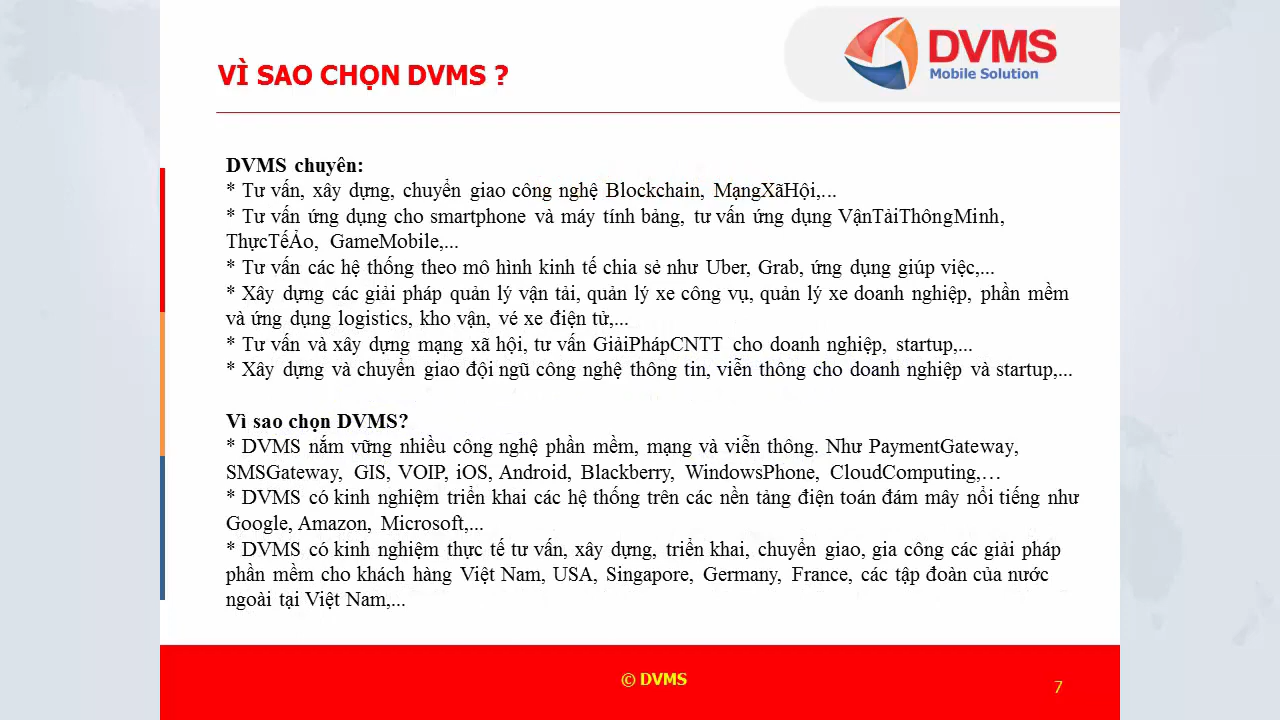 DVMS
Mobile Solution
VÌ SAO CHỌN DVMS ?
DVMS chuyên:
* Tư vấn, xây dựng, chuyển giao công nghệ Blockchain, MạngXãHội,...
* Tư vấn ứng dụng cho smartphone và máy tính bảng, tư vấn ứng dụng VậnTảiThôngMinh,
ThựcTếẢo, GameMobile,...
* Tư vấn các hệ thống theo mô hình kinh tế chia sẻ như Uber, Grab, ứng dụng giúp việc,...
* Xây dựng các giải pháp quản lý vận tải, quản lý xe công vụ, quản lý xe doanh nghiệp, phần mềm
và ứng dụng logistics, kho vận, vé xe điện tử,...
* Tư vấn và xây dựng mạng xã hội, tư vấn GiảiPhápCNTT cho doanh nghiệp, startup,...
* Xây dựng và chuyển giao đội ngũ công nghệ thông tin, viễn thông cho doanh nghiệp và startup,...
Vì sao chọn DVMS?
* DVMS nắm vững nhiều công nghệ phần mềm, mạng và viễn thông. Như PaymentGateway,
SMSGateway, GIS, VOIP, iOS, Android, Blackberry, WindowsPhone, CloudComputing,…
* DVMS có kinh nghiệm triển khai các hệ thống trên các nền tảng điện toán đám mây nổi tiếng như
Google, Amazon, Microsoft,...
* DVMS có kinh nghiệm thực tế tư vấn, xây dựng, triển khai, chuyển giao, gia công các giải pháp
phần mềm cho khách hàng Việt Nam, USA, Singapore, Germany, France, các tập đoàn của nước
ngoài tại Việt Nam,...
© DVMS
7